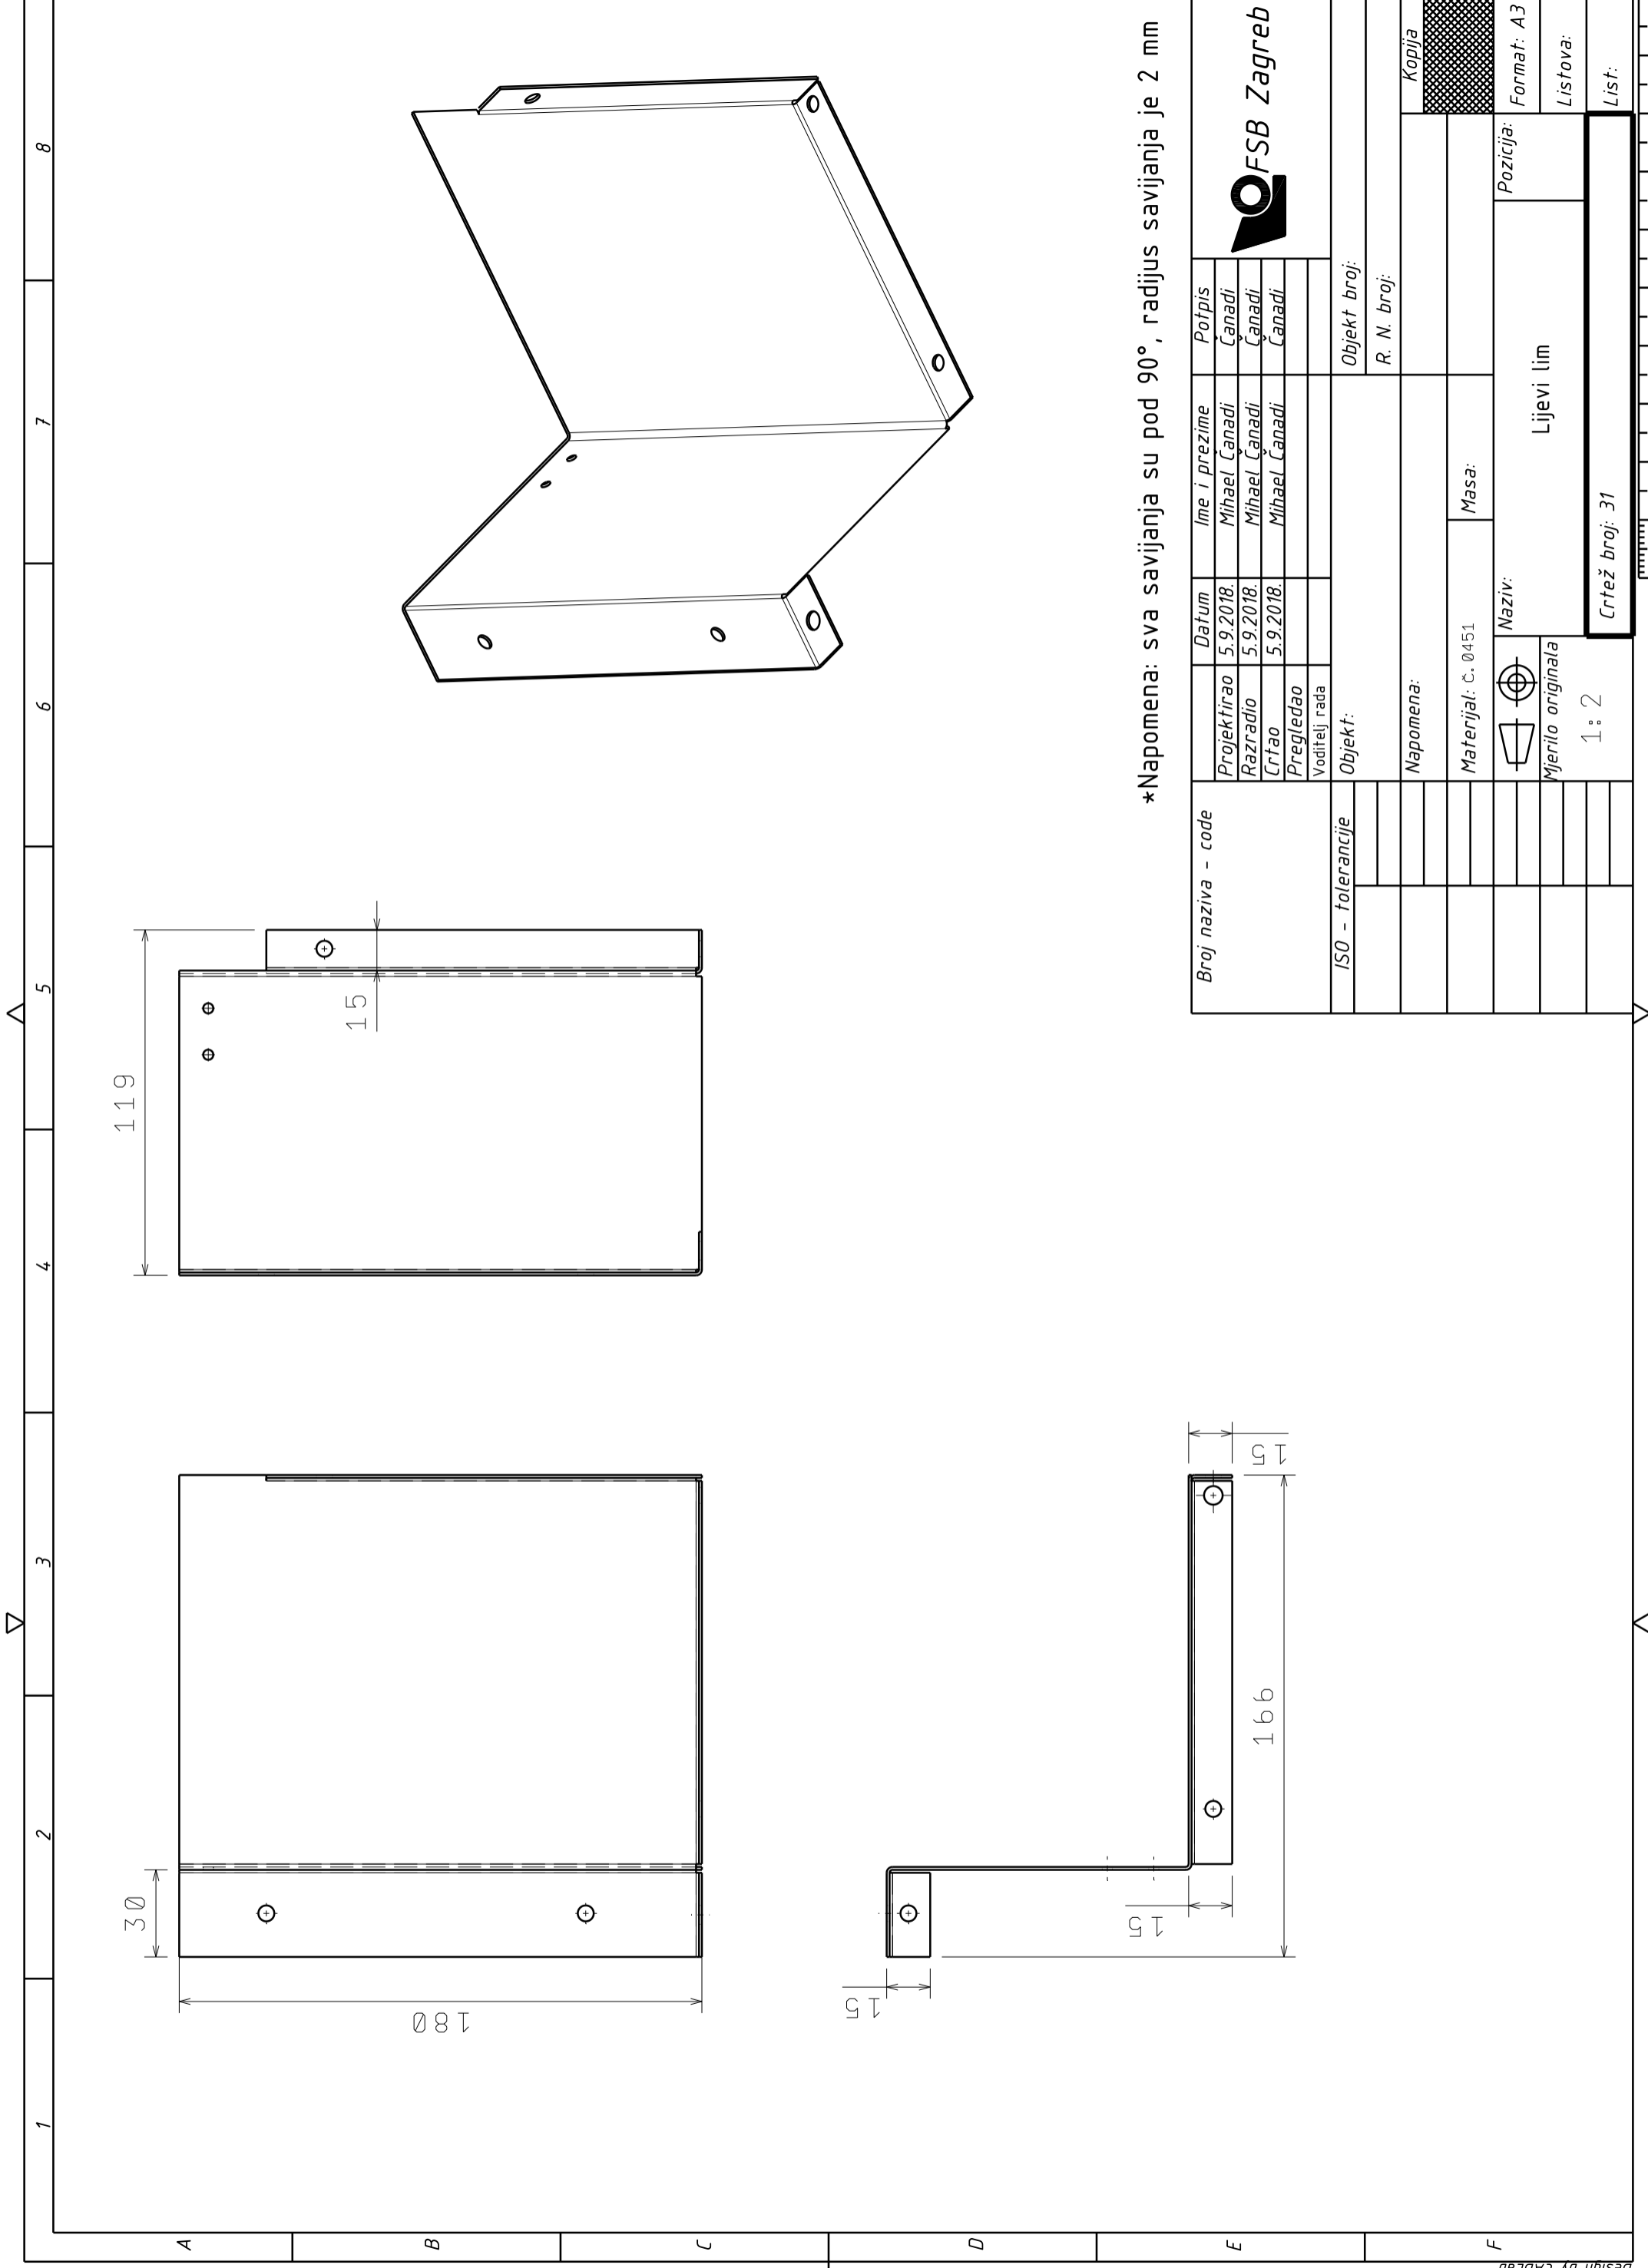 1
2
3
4
5
6
7
8
A
B
C
D
E
F
180
30
119
15
15
15
15
166
*Napomena: sva savijanja su pod 90°, radijus savijanja je 2 mm
Broj naziva - code
Datum
Ime i prezime
Potpis
Projektirao 5.9.2018. Mihael Čanadi Čanadi
Razradio 5.9.2018. Mihael Čanadi Čanadi
Crtao 5.9.2018. Mihael Čanadi Čanadi
Pregledao
Voditelj rada
FSB Zagreb
ISO - tolerancije
Objekt:
Objekt broj:
R. N. broj:
Napomena:
Kopija
Materijal: Č. 0451
Masa:
Naziv:
Lijevi lim
Pozicija:
Format: A3
Mjerilo originala
1:2
Listova:
Crtež broj: 31
List: